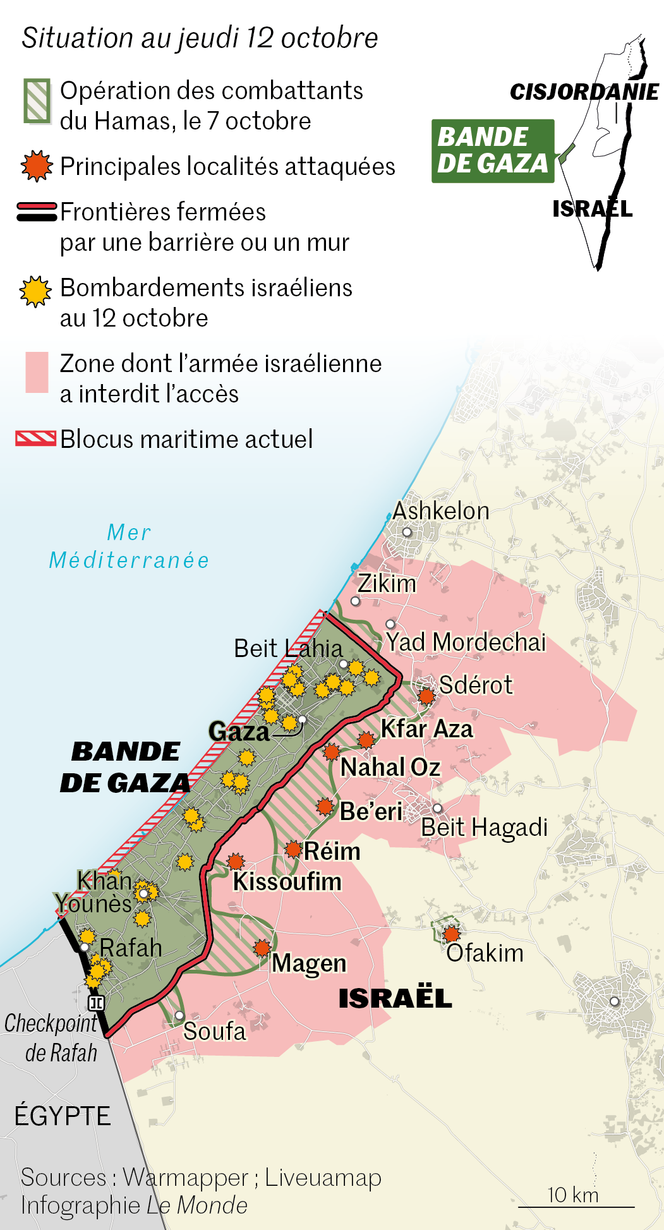 Situation au jeudi 12 octobre
Opération des combattants
du Hamas, le 7 octobre
Principales localités attaquées
Frontières fermées
par une barrière ou un mur
Bombardements israéliens
au 12 octobre
Zone dont l’armée israélienne
a interdit l’accès
Blocus maritime actuel
CISJORDANIE
BANDE
DE GAZA
ISRAËL
Mer
Méditerranée
Ashkelon
Zikim
Yad Mordechai
Beit Lahia
Sdérot
Gaza
Kfar Aza
BANDE
DE GAZA
Nahal Oz
Be’eri
Beit Hagadi
Réim
Khan
Younès
Kissoufim
Rafah
Ofakim
Magen
ISRAËL
Checkpoint
de Rafah
Soufa
ÉGYPTE
Sources : Warmapper ; Liveuamap
Infographie Le Monde
10 km